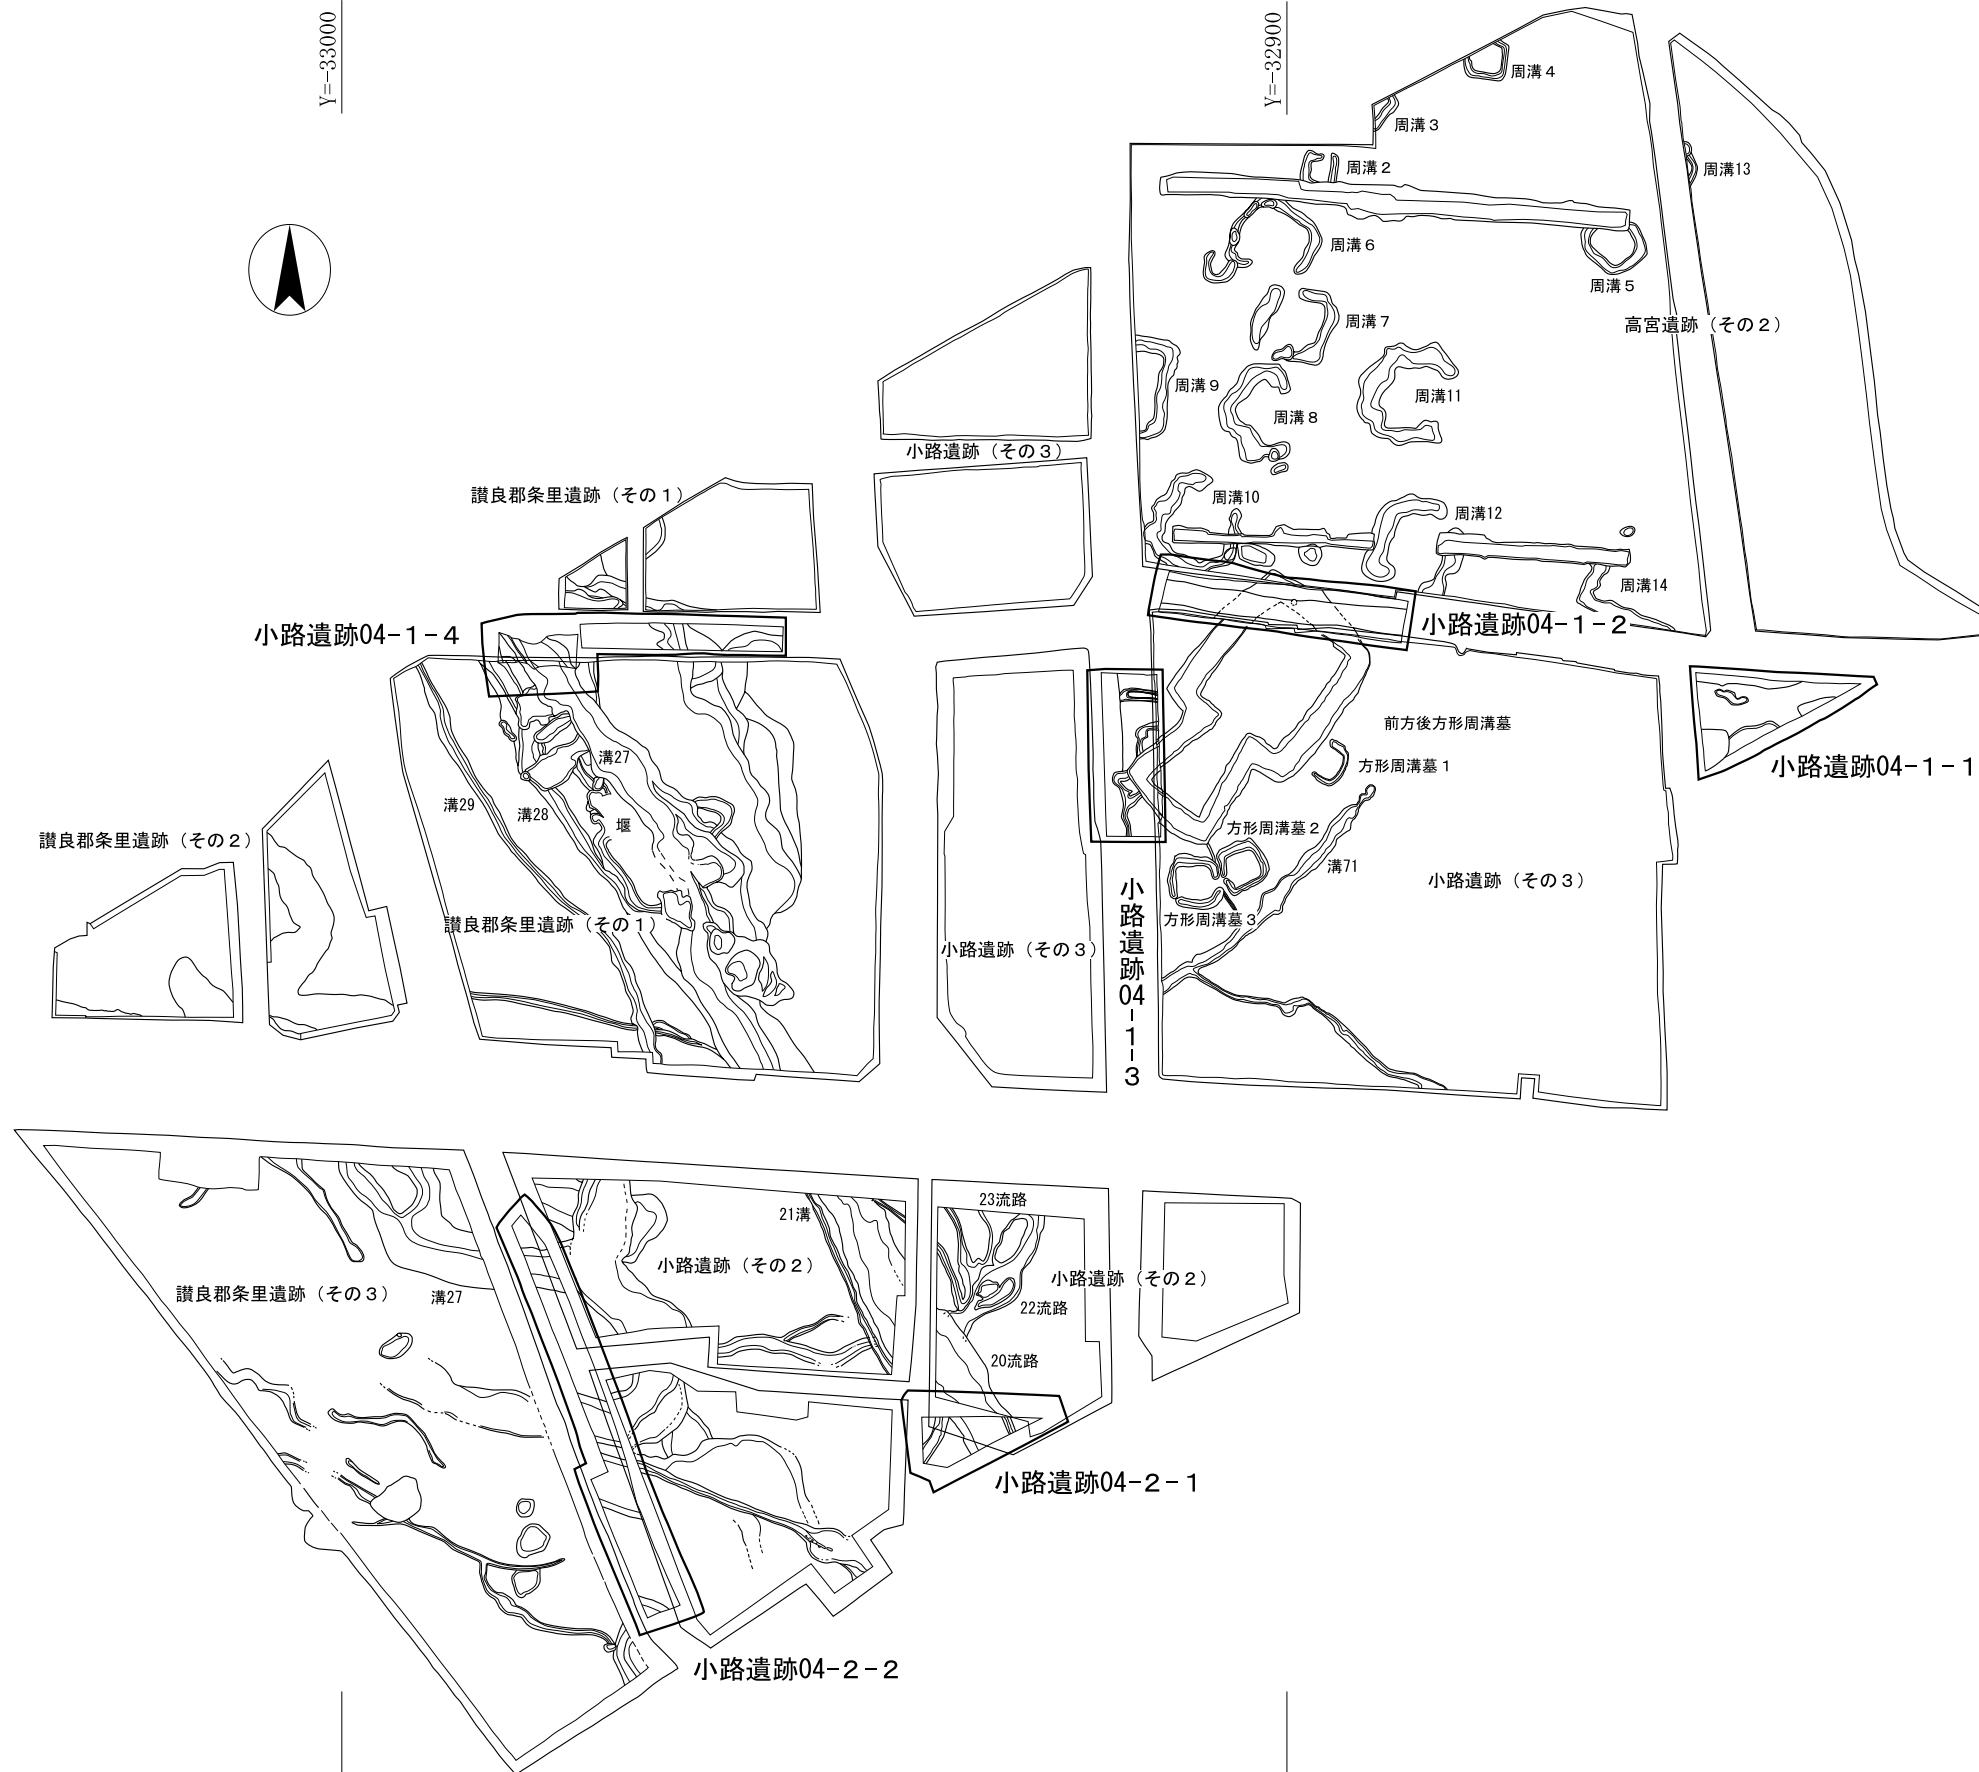 Y=-33000
Y=-32900
周溝４
周溝３
周溝２
周溝13
周溝６
周溝５
周溝７
高宮遺跡（その２）
周溝９
周溝11
周溝８
小路遺跡（その３）
讃良郡条里遺跡（その１）
周溝10
周溝12
周溝14
小路遺跡04-１-４
小路遺跡04-１-２
前方後方形周溝墓
方形周溝墓１
小路遺跡04-１-１
溝27
溝29
溝28
堰
方形周溝墓２
讃良郡条里遺跡（その２）
溝71
小路遺跡（その３）
小路遺跡04-１-３
方形周溝墓３
讃良郡条里遺跡（その１）
小路遺跡（その３）
23流路
21溝
小路遺跡（その２）
小路遺跡（その２）
讃良郡条里遺跡（その３）
溝27
22流路
20流路
小路遺跡04-２-１
小路遺跡04-２-２